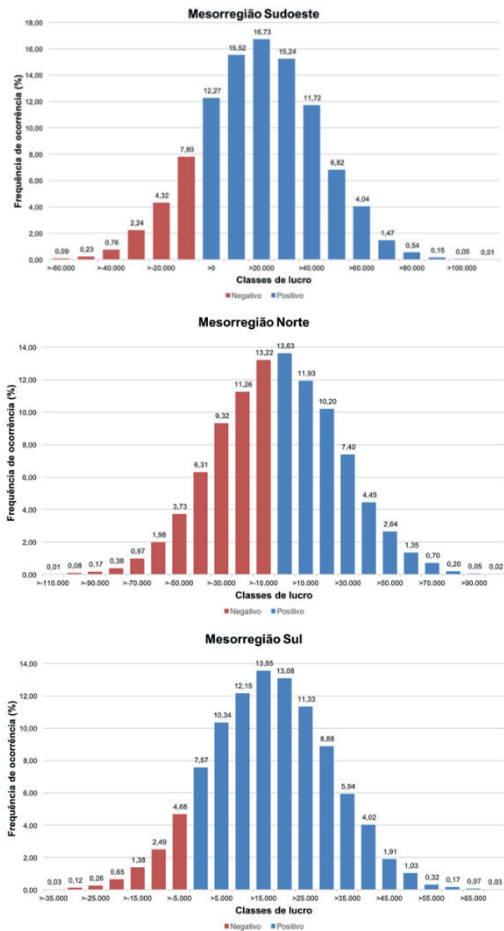 Mesorregião Sudoeste
Frequência de ocorrência (%)
18,00
16,00
14,00
12,00
10,00
8,00
6,00
4,00
2,00
0,00
0,09 0,23 0,76 2,24 4,32 7,80 12,27 15,52 16,73 15,24 11,72 6,82 4,04 1,47 0,54 0,15 0,05 0,01
>-60.000 >-40.000 >-20.000 >0 >20.000 >40.000 >60.000 >80.000 >100.000
Classes de lucro
Negativo Positivo
Mesorregião Norte
Frequência de ocorrência (%)
14,00
12,00
10,00
8,00
6,00
4,00
2,00
0,00
0,01 0,08 0,17 0,38 0,97 1,98 3,73 6,31 9,32 11,26 13,22 13,63 11,93 10,20 7,40 4,45 2,64 1,35 0,70 0,20 0,05 0,02
>-110.000 >-90.000 >-70.000 >-50.000 >-30.000 >-10.000 >10.000 >30.000 >50.000 >70.000 >90.000
Classes de lucro
Negativo Positivo
Mesorregião Sul
Frequência de ocorrência (%)
14,00
12,00
10,00
8,00
6,00
4,00
2,00
0,00
0,03 0,12 0,26 0,65 1,38 2,49 4,68 7,57 10,34 12,15 13,55 13,08 11,33 8,88 5,94 4,02 1,91 1,03 0,32 0,17 0,07 0,03
>-35.000 >-25.000 >-15.000 >-5.000 >5.000 >15.000 >25.000 >35.000 >45.000 >55.000 >65.000
Classes de lucro
Negativo Positivo